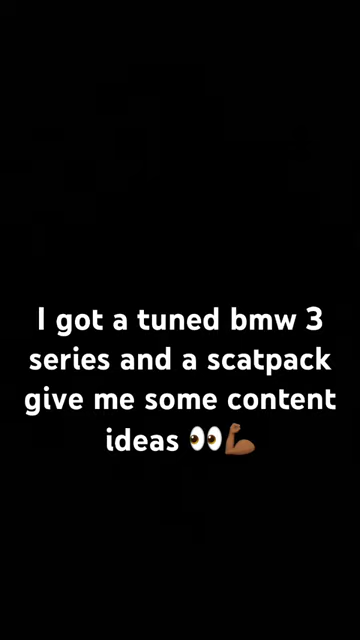 I got a tuned bmw 3
series and a scatpack
give me some content
ideas 👀💪🏾